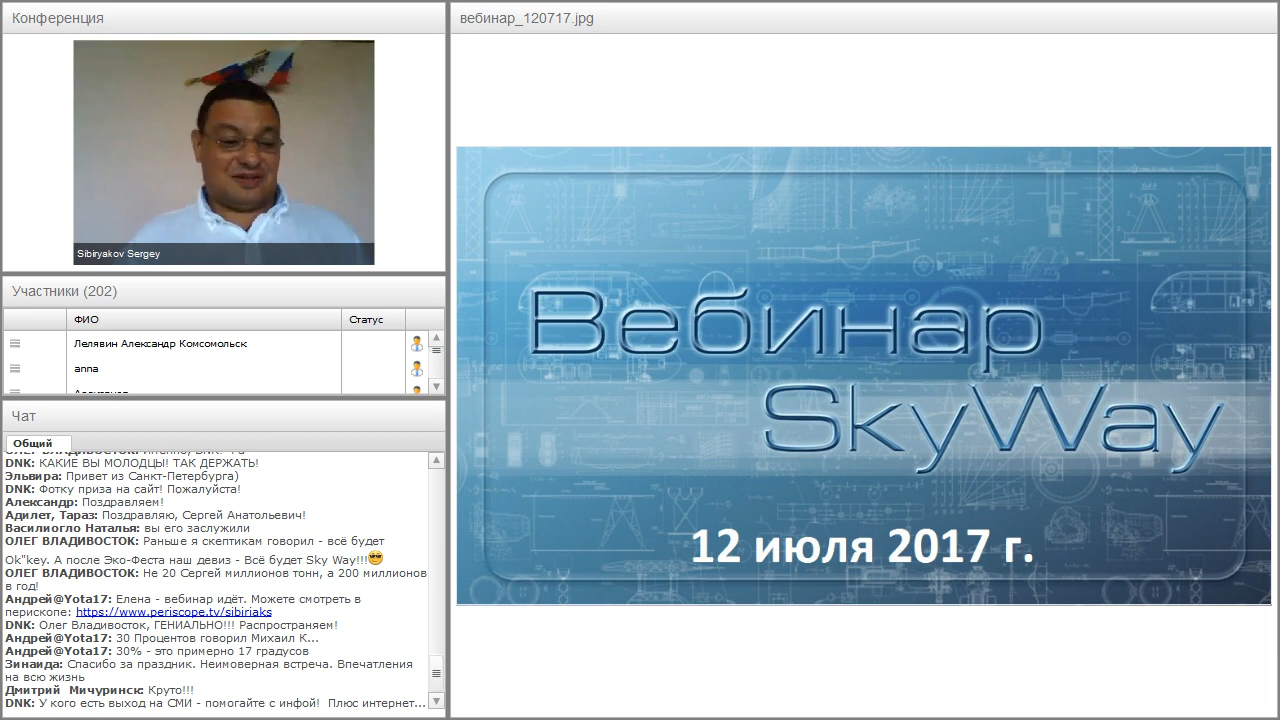 Конференция
Sibiryakov Sergey
Участники (202)
ФИО
Статус
Лелявин Александр Комсомольск
anna
Чат
Общий
ОЛЕГ ВЛАДИВОСТОК:
DNK: КАКИЕ ВЫ МОЛОДЦЫ! ТАК ДЕРЖАТЬ!
Эльвира: Привет из Санкт-Петербурга)
DNK: Фотку приза на сайт! Пожалуйста!
Александр: Поздравляем!
Адилет, Тараз: Поздравляю, Сергей Анатольевич!
Василиогло Наталья: вы его заслужили
ОЛЕГ ВЛАДИВОСТОК: Раньше я скептикам говорил - всё будет
Ok"key. А после Эко-Феста наш девиз - Всё будет Sky Way!!!
ОЛЕГ ВЛАДИВОСТОК: Не 20 Сергей миллионов тонн, а 200 миллионов
в год!
Андрей@Yota17: Елена - вебинар идёт. Можете смотреть в
перископе: https://www.periscope.tv/sibiriaks
DNK: Олег Владивосток, ГЕНИАЛЬНО!!! Распространяем!
Андрей@Yota17: 30 Процентов говорил Михаил К...
Андрей@Yota17: 30% - это примерно 17 градусов
Зинаида: Спасибо за праздник. Неимоверная встреча. Впечатления
на всю жизнь
Дмитрий Мичуринск: Круто!!!
DNK: У кого есть выход на СМИ - помогайте с инфой! Плюс интернет...
вебинар_120717.jpg
Вебинар
SkyWay
12 июля 2017 г.